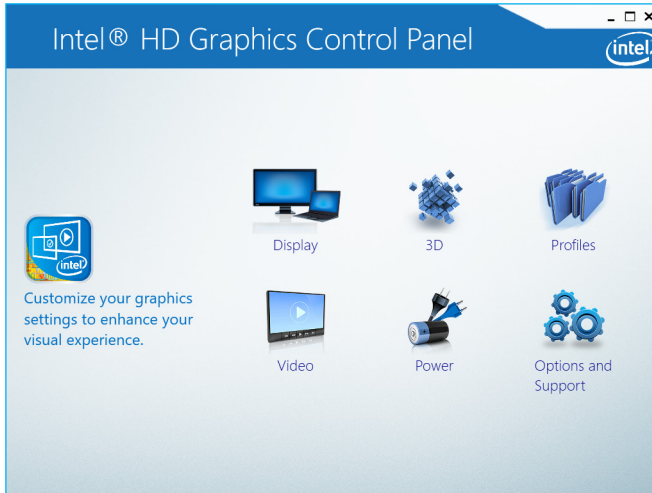 Intel® HD Graphics Control Panel
intel
intel
Customize your graphics
settings to enhance your
visual experience.
Display
3D
Profiles
Video
Power
Options and
Support